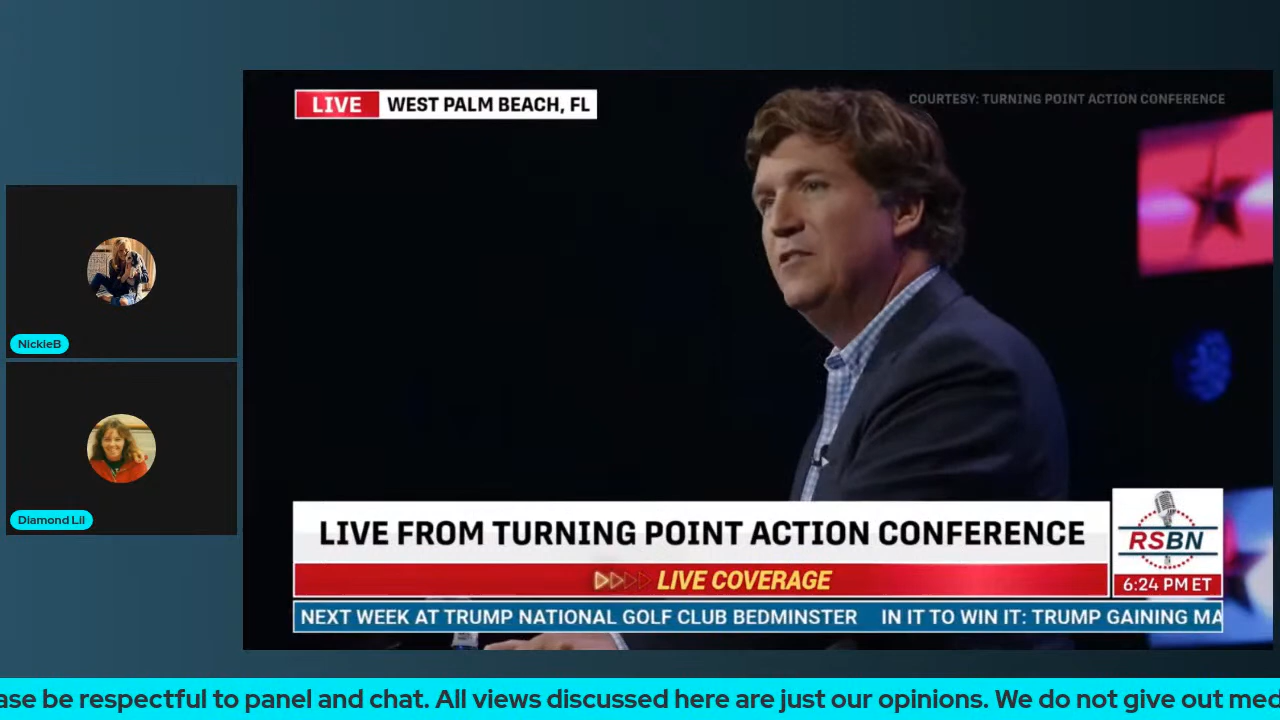 LIVE WEST PALM BEACH, FL
COURTESY: TURNING POINT ACTION CONFERENCE
NickieB
Diamond Lil
LIVE FROM TURNING POINT ACTION CONFERENCE
LIVE COVERAGE
RSBN
6:24 PM ET
NEXT WEEK AT TRUMP NATIONAL GOLF CLUB BEDMINSTER IN IT TO WIN IT: TRUMP GAINING MA
ase be respectful to panel and chat. All views discussed here are just our opinions. We do not give out med